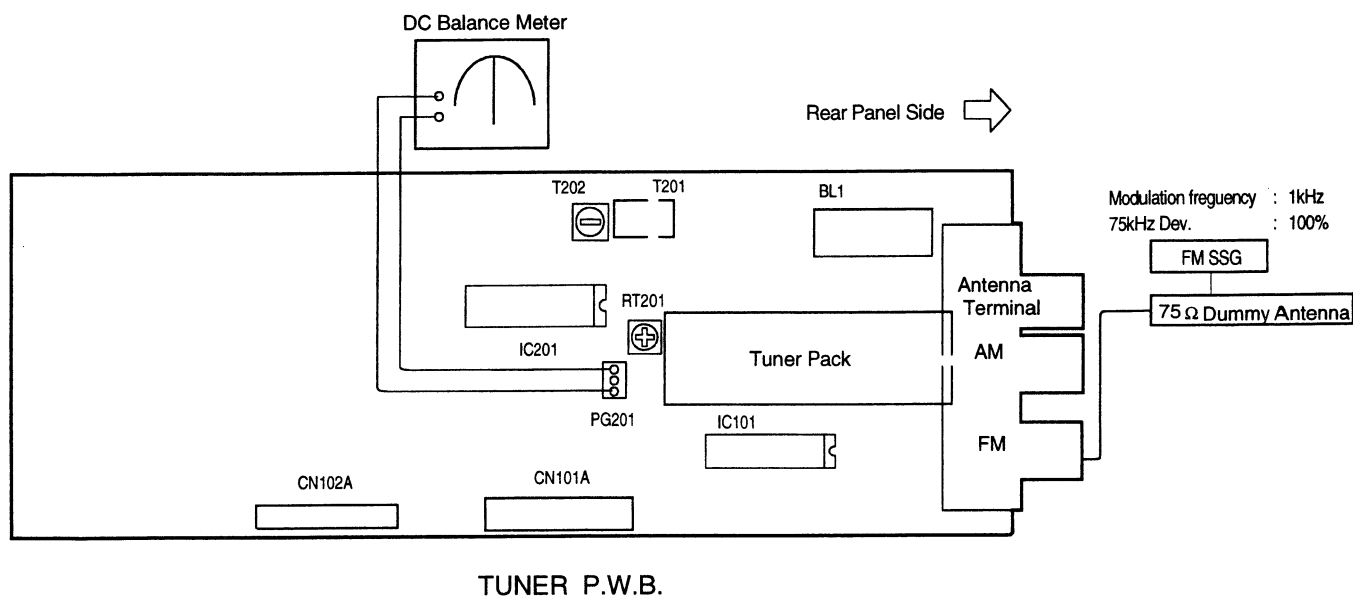 DC Balance Meter
Rear Panel Side
T202
T201
BL1
Modulation freguency : 1kHz
75kHz Dev. : 100%
FM SSG
75 Ω Dummy Antenna
Antenna
Terminal
RT201
IC201
Tuner Pack
AM
PG201
IC101
FM
CN102A
CN101A
TUNER P.W.B.